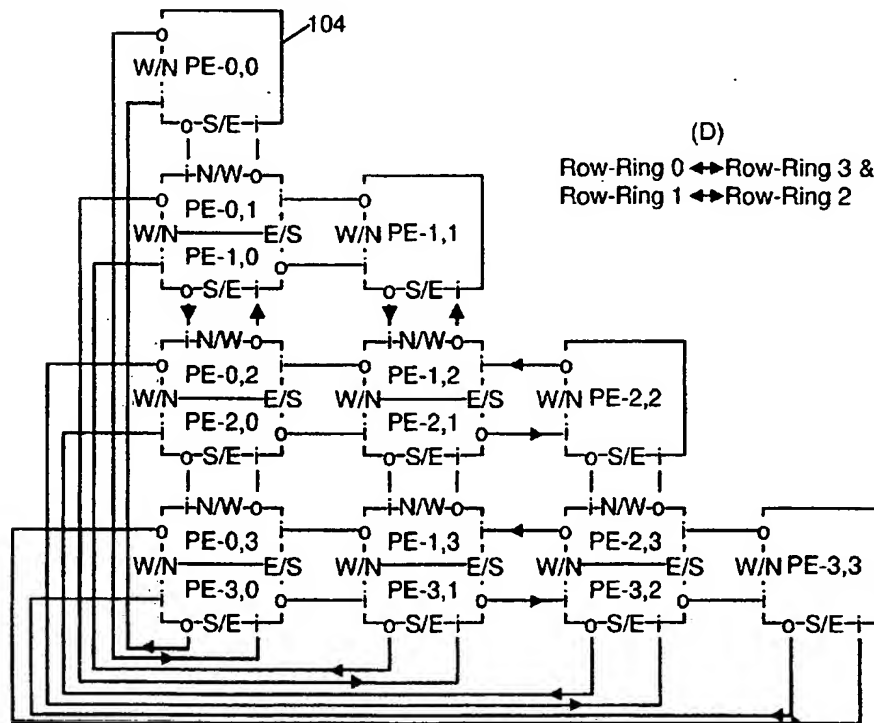 104
o
W/N PE-0,0
i
o S/E i
(D)
Row-Ring 0 ↔ Row-Ring 3 &
Row-Ring 1 ↔ Row-Ring 2
i N/W o
o i o
PE-0,1
W/N E/S W/N PE-1,1
PE-1,0
i o i
o S/E i o S/E i
i N/W o i N/W o
o i o i o
PE-0,2 PE-1,2
W/N E/S W/N E/S W/N PE-2,2
PE-2,0 PE-2,1
i o i o i
o S/E i o S/E i o S/E i
i N/W o i N/W o i N/W o
o i o i o i o
PE-0,3 PE-1,3 PE-2,3
W/N E/S W/N E/S W/N E/S W/N PE-3,3
PE-3,0 PE-3,1 PE-3,2
i o i o i o i
o S/E i o S/E i o S/E i o S/E i